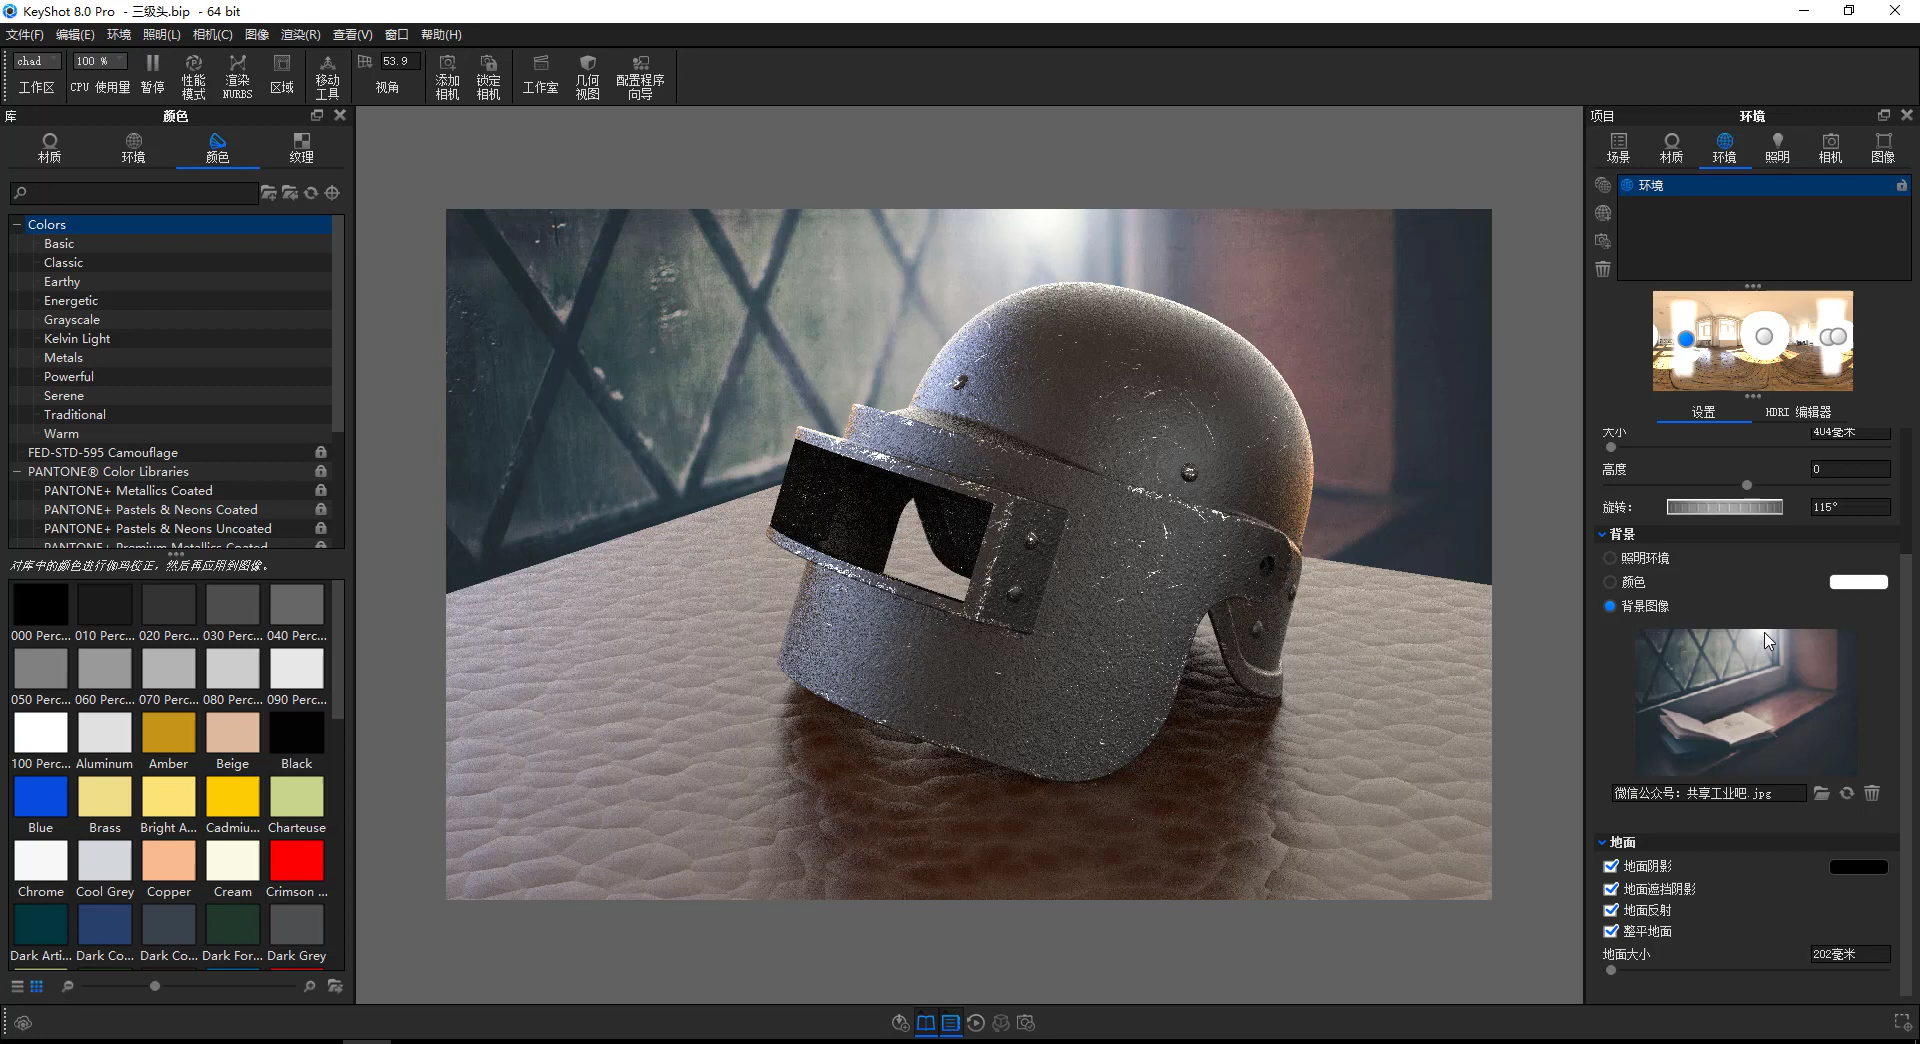 KeyShot 8.0 Pro - 三级头.bip - 64 bit
文件(F) 编辑(E) 环境 照明(L) 相机(C) 图像 渲染(R) 查看(V) 窗口 帮助(H)
chad 100 % 53.9
工作区 CPU 使用量 暂停 性能模式 渲染NURBS 区域 移动工具 视角 添加相机 锁定相机 工作室 几何视图 配置程序向导
库 颜色
材质 环境 颜色 纹理
Colors
Basic
Classic
Earthy
Energetic
Grayscale
Kelvin Light
Metals
Powerful
Serene
Traditional
Warm
FED-STD-595 Camouflage
PANTONE® Color Libraries
PANTONE+ Metallics Coated
PANTONE+ Pastels & Neons Coated
PANTONE+ Pastels & Neons Uncoated
PANTONE+ Premium Metallics Coated
对库中的颜色进行伽玛校正，然后再应用到图像。
000 Perc... 010 Perc... 020 Perc... 030 Perc... 040 Perc...
050 Perc... 060 Perc... 070 Perc... 080 Perc... 090 Perc...
100 Perc... Aluminum Amber Beige Black
Blue Brass Bright A... Cadmiu... Charteuse
Chrome Cool Grey Copper Cream Crimson ...
Dark Arti... Dark Co... Dark Co... Dark For... Dark Grey
项目 环境
场景 材质 环境 照明 相机 图像
环境
设置 HDRI 编辑器
大小 404毫米
高度 0
旋转: 115°
背景
照明环境
颜色
背景图像
微信公众号：共享工业吧.jpg
地面
地面阴影
地面遮挡阴影
地面反射
整平地面
地面大小 202毫米